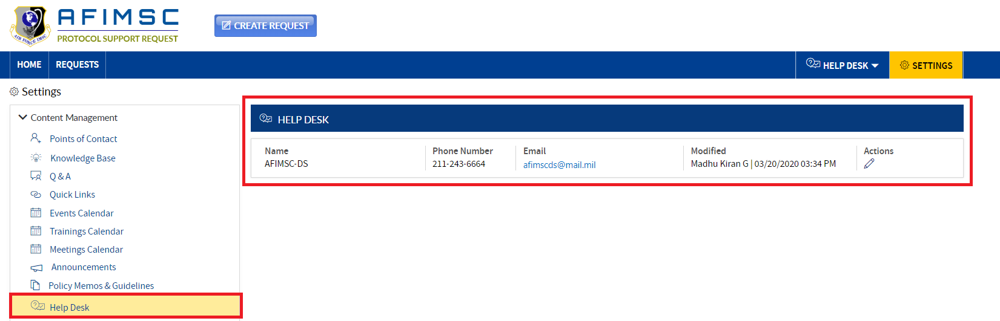 AFIMSC
PROTOCOL SUPPORT REQUEST
AIR FORCE IMSC
CREATE REQUEST
HOME REQUESTS HELP DESK SETTINGS
Settings
Content Management
Points of Contact
Knowledge Base
Q & A
Quick Links
Events Calendar
Trainings Calendar
Meetings Calendar
Announcements
Policy Memos & Guidelines
Help Desk
HELP DESK
Name Phone Number Email Modified Actions
AFIMSC-DS 211-243-6664 afimscds@mail.mil Madhu Kiran G | 03/20/2020 03:34 PM